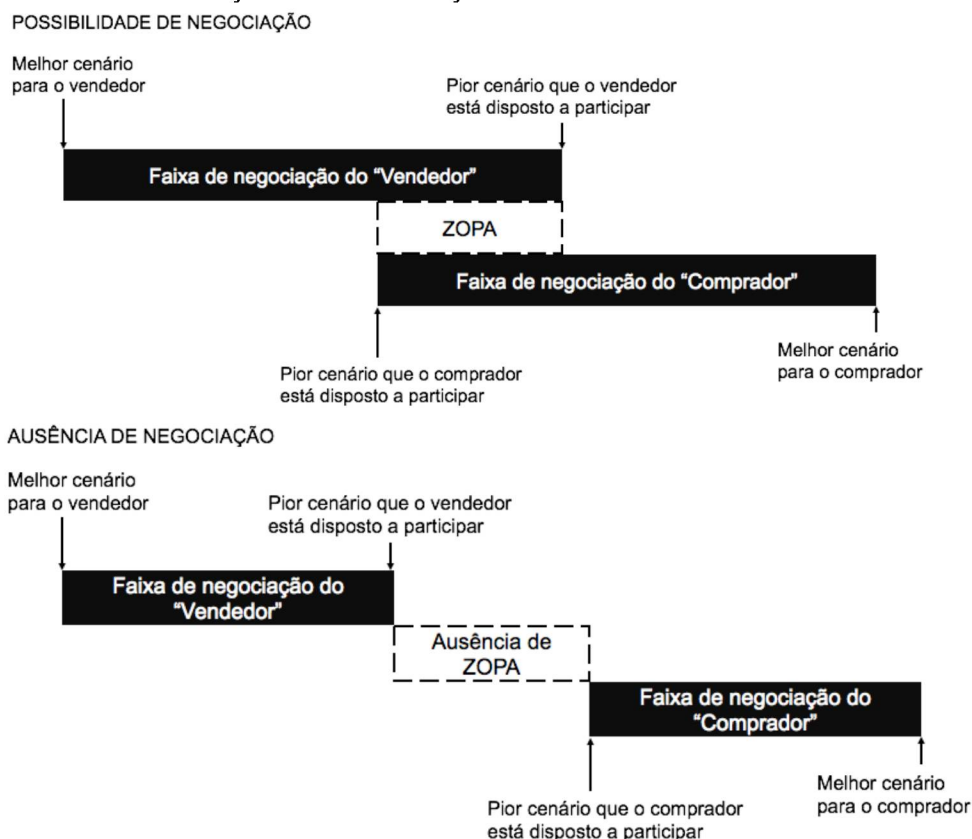 POSSIBILIDADE DE NEGOCIAÇÃO
Melhor cenário
para o vendedor
Pior cenário que o vendedor
está disposto a participar
Faixa de negociação do “Vendedor”
ZOPA
Faixa de negociação do “Comprador”
Pior cenário que o comprador
está disposto a participar
Melhor cenário
para o comprador
AUSÊNCIA DE NEGOCIAÇÃO
Melhor cenário
para o vendedor
Pior cenário que o vendedor
está disposto a participar
Faixa de negociação do
“Vendedor”
Ausência de
ZOPA
Faixa de negociação do
“Comprador”
Pior cenário que o comprador
está disposto a participar
Melhor cenário
para o comprador